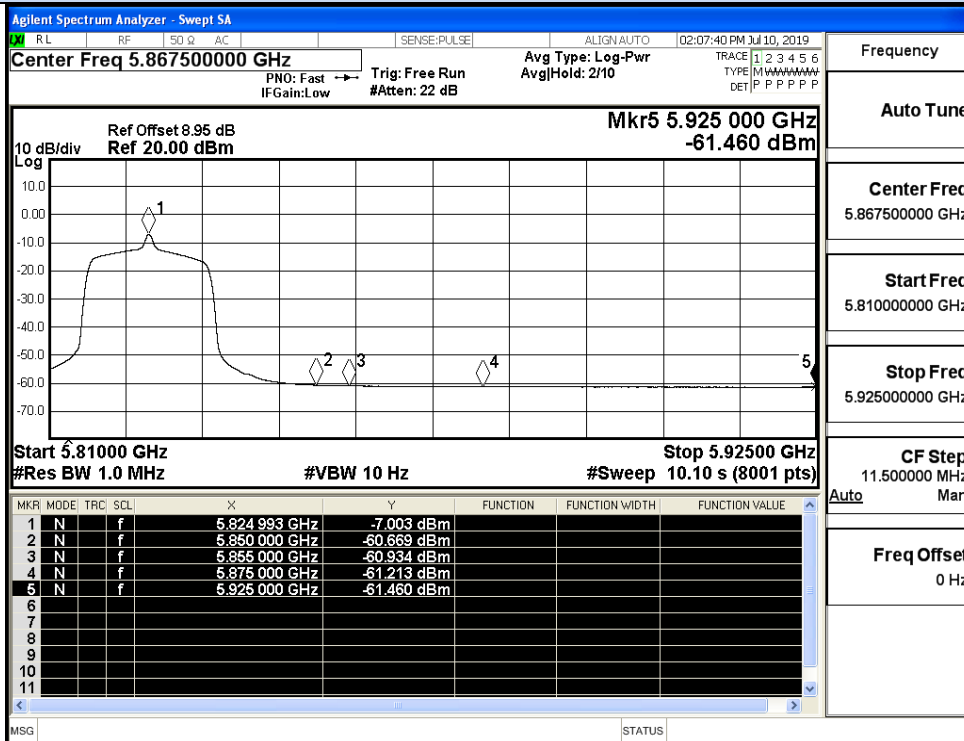 Agilent Spectrum Analyzer - Swept SA
LXI RL RF 50 Ω AC SENSE:PULSE ALIGN AUTO 02:07:40 PM Jul 10, 2019
Center Freq 5.867500000 GHz
PNO: Fast
IFGain:Low
Trig: Free Run
#Atten: 22 dB
Avg Type: Log-Pwr
Avg|Hold: 2/10
TRACE 1 2 3 4 5 6
TYPE M WWWWW
DET P P P P P P
Mkr5 5.925 000 GHz
-61.460 dBm
Ref Offset 8.95 dB
10 dB/div Ref 20.00 dBm
Log
10.0
0.00
-10.0
-20.0
-30.0
-40.0
-50.0
-60.0
-70.0
1
2
3
4
5
Start 5.81000 GHz Stop 5.92500 GHz
#Res BW 1.0 MHz #VBW 10 Hz #Sweep 10.10 s (8001 pts)
MKR MODE TRC SCL X Y FUNCTION FUNCTION WIDTH FUNCTION VALUE
1 N f 5.824 993 GHz -7.003 dBm
2 N f 5.850 000 GHz -60.669 dBm
3 N f 5.855 000 GHz -60.934 dBm
4 N f 5.875 000 GHz -61.213 dBm
5 N f 5.925 000 GHz -61.460 dBm
6
7
8
9
10
11
MSG STATUS
Frequency
Auto Tune
Center Freq
5.867500000 GHz
Start Freq
5.810000000 GHz
Stop Freq
5.925000000 GHz
CF Step
11.500000 MHz
Auto Man
Freq Offset
0 Hz